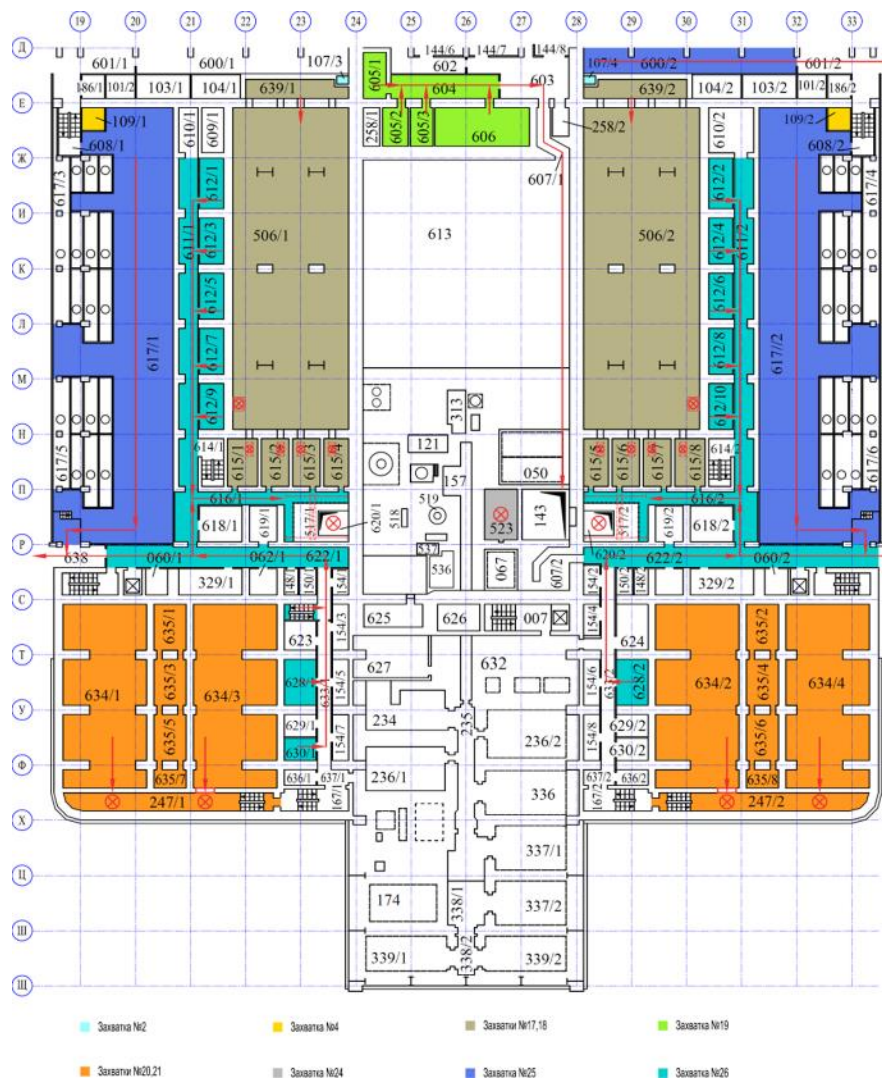 19 20 21 22 23 24 25 26 27 28 29 30 31 32 33
Д
601/1 600/1 107/3 605/1 144/6 602 144/7 603 144/8 107/4 600/2 601/2
186/1 101/2 103/1 104/1 639/1 604 639/2 104/2 103/2 101/2 186/2
Е
109/1 610/1 609/1 258/1 605/2 605/3 606 258/2 610/2 109/2
608/1 608/2
Ж
617/3 612/1 607/1 612/2 617/4
И
611/1 612/3 506/1 613 506/2 612/4 611/2
К
612/5 612/6
Л
617/1 612/7 612/8 617/2
М
612/9 313 612/10
Н
617/5 614/1 615/1 615/2 615/3 615/4 121 050 615/5 615/6 615/7 615/8 614/2 617/6
157
П
616/1 519 616/2
618/1 619/1 517/1 620/1 518 523 143 517/2 619/2 618/2
Р
638 060/1 062/1 622/1 537 536 067 607/2 620/2 622/2 060/2
329/1 148/1 150/1 154/1 154/2 150/2 148/2 329/2
С
635/1 623 154/3 625 626 007 154/4 624 635/2
Т
634/1 635/3 634/3 628/1 633/1 154/5 627 632 154/6 633/2 628/2 634/2 635/4 634/4
У
635/5 629/1 154/7 234 235 236/2 154/8 629/2 635/6
630/1 630/2
Ф
635/7 636/1 637/1 236/1 336 637/2 636/2 635/8
247/1 167/1 167/2 247/2
Х
337/1
Ц
174 338/1 337/2
Ш
339/1 338/2 339/2
Щ
Захватка №2 Захватка №4 Захватки №17,18 Захватка №19
Захватки №20,21 Захватка №24 Захватка №25 Захватка №26